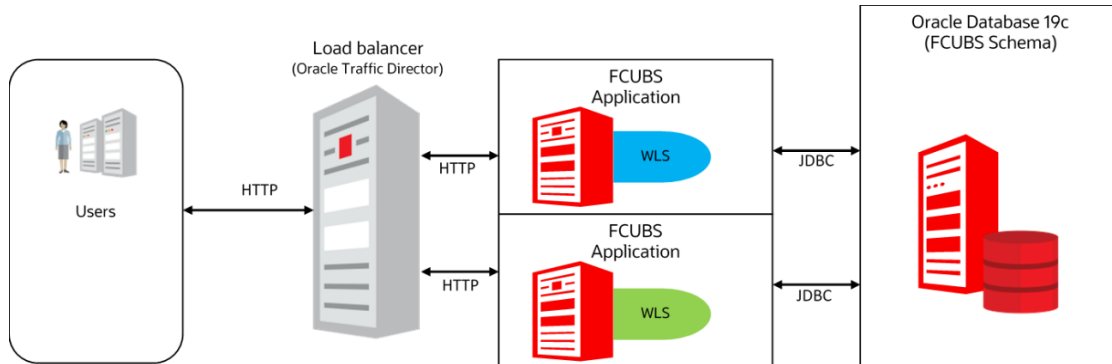 Users
HTTP
Load balancer
(Oracle Traffic Director)
HTTP
HTTP
FCUBS
Application
WLS
FCUBS
Application
WLS
JDBC
JDBC
Oracle Database 19c
(FCUBS Schema)